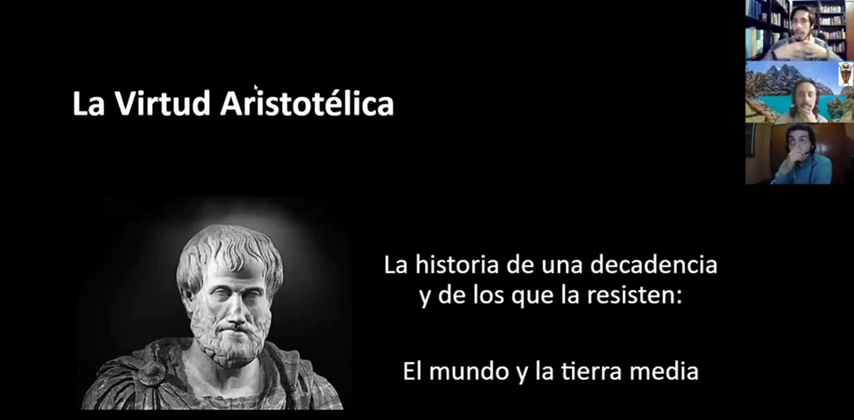 La Virtud Aristotélica
La historia de una decadencia
y de los que la resisten:
El mundo y la tierra media